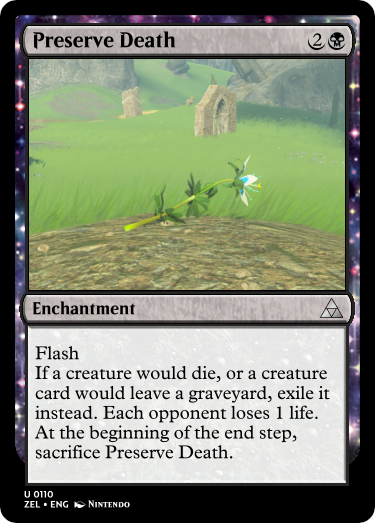 Preserve Death 2
Enchantment
Flash
If a creature would die, or a creature
card would leave a graveyard, exile it
instead. Each opponent loses 1 life.
At the beginning of the end step,
sacrifice Preserve Death.
U 0110
ZEL • ENG Nintendo